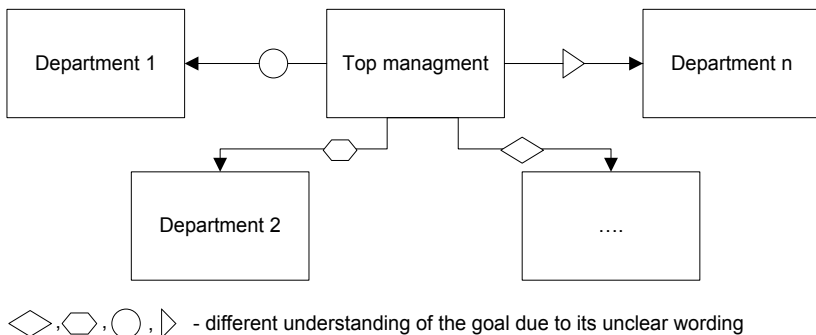 Department 1
Top managment
Department n
Department 2
....
, , , - different understanding of the goal due to its unclear wording